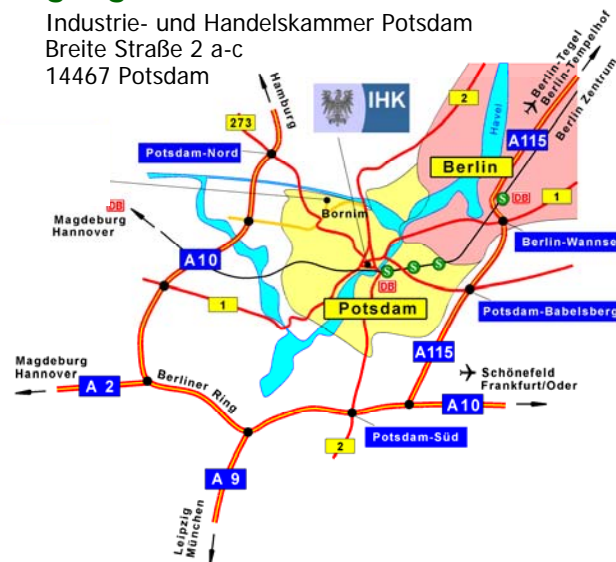 Industrie- und Handelskammer Potsdam
Breite Straße 2 a-c
14467 Potsdam
Hamburg
IHK
2
Havel
Berlin-Tegel
Berlin-Tempelhof
Berlin Zentrum
273
A115
Potsdam-Nord
Berlin
DB
1
Bornim
DB
Magdeburg
Hannover
A10
Berlin-Wannsee
S
S
S
S
DB
1
Potsdam
Potsdam-Babelsberg
A115
Magdeburg
Hannover
A 2
Berliner Ring
Schönefeld
Frankfurt/Oder
A10
Potsdam-Süd
2
A 9
Leipzig
München